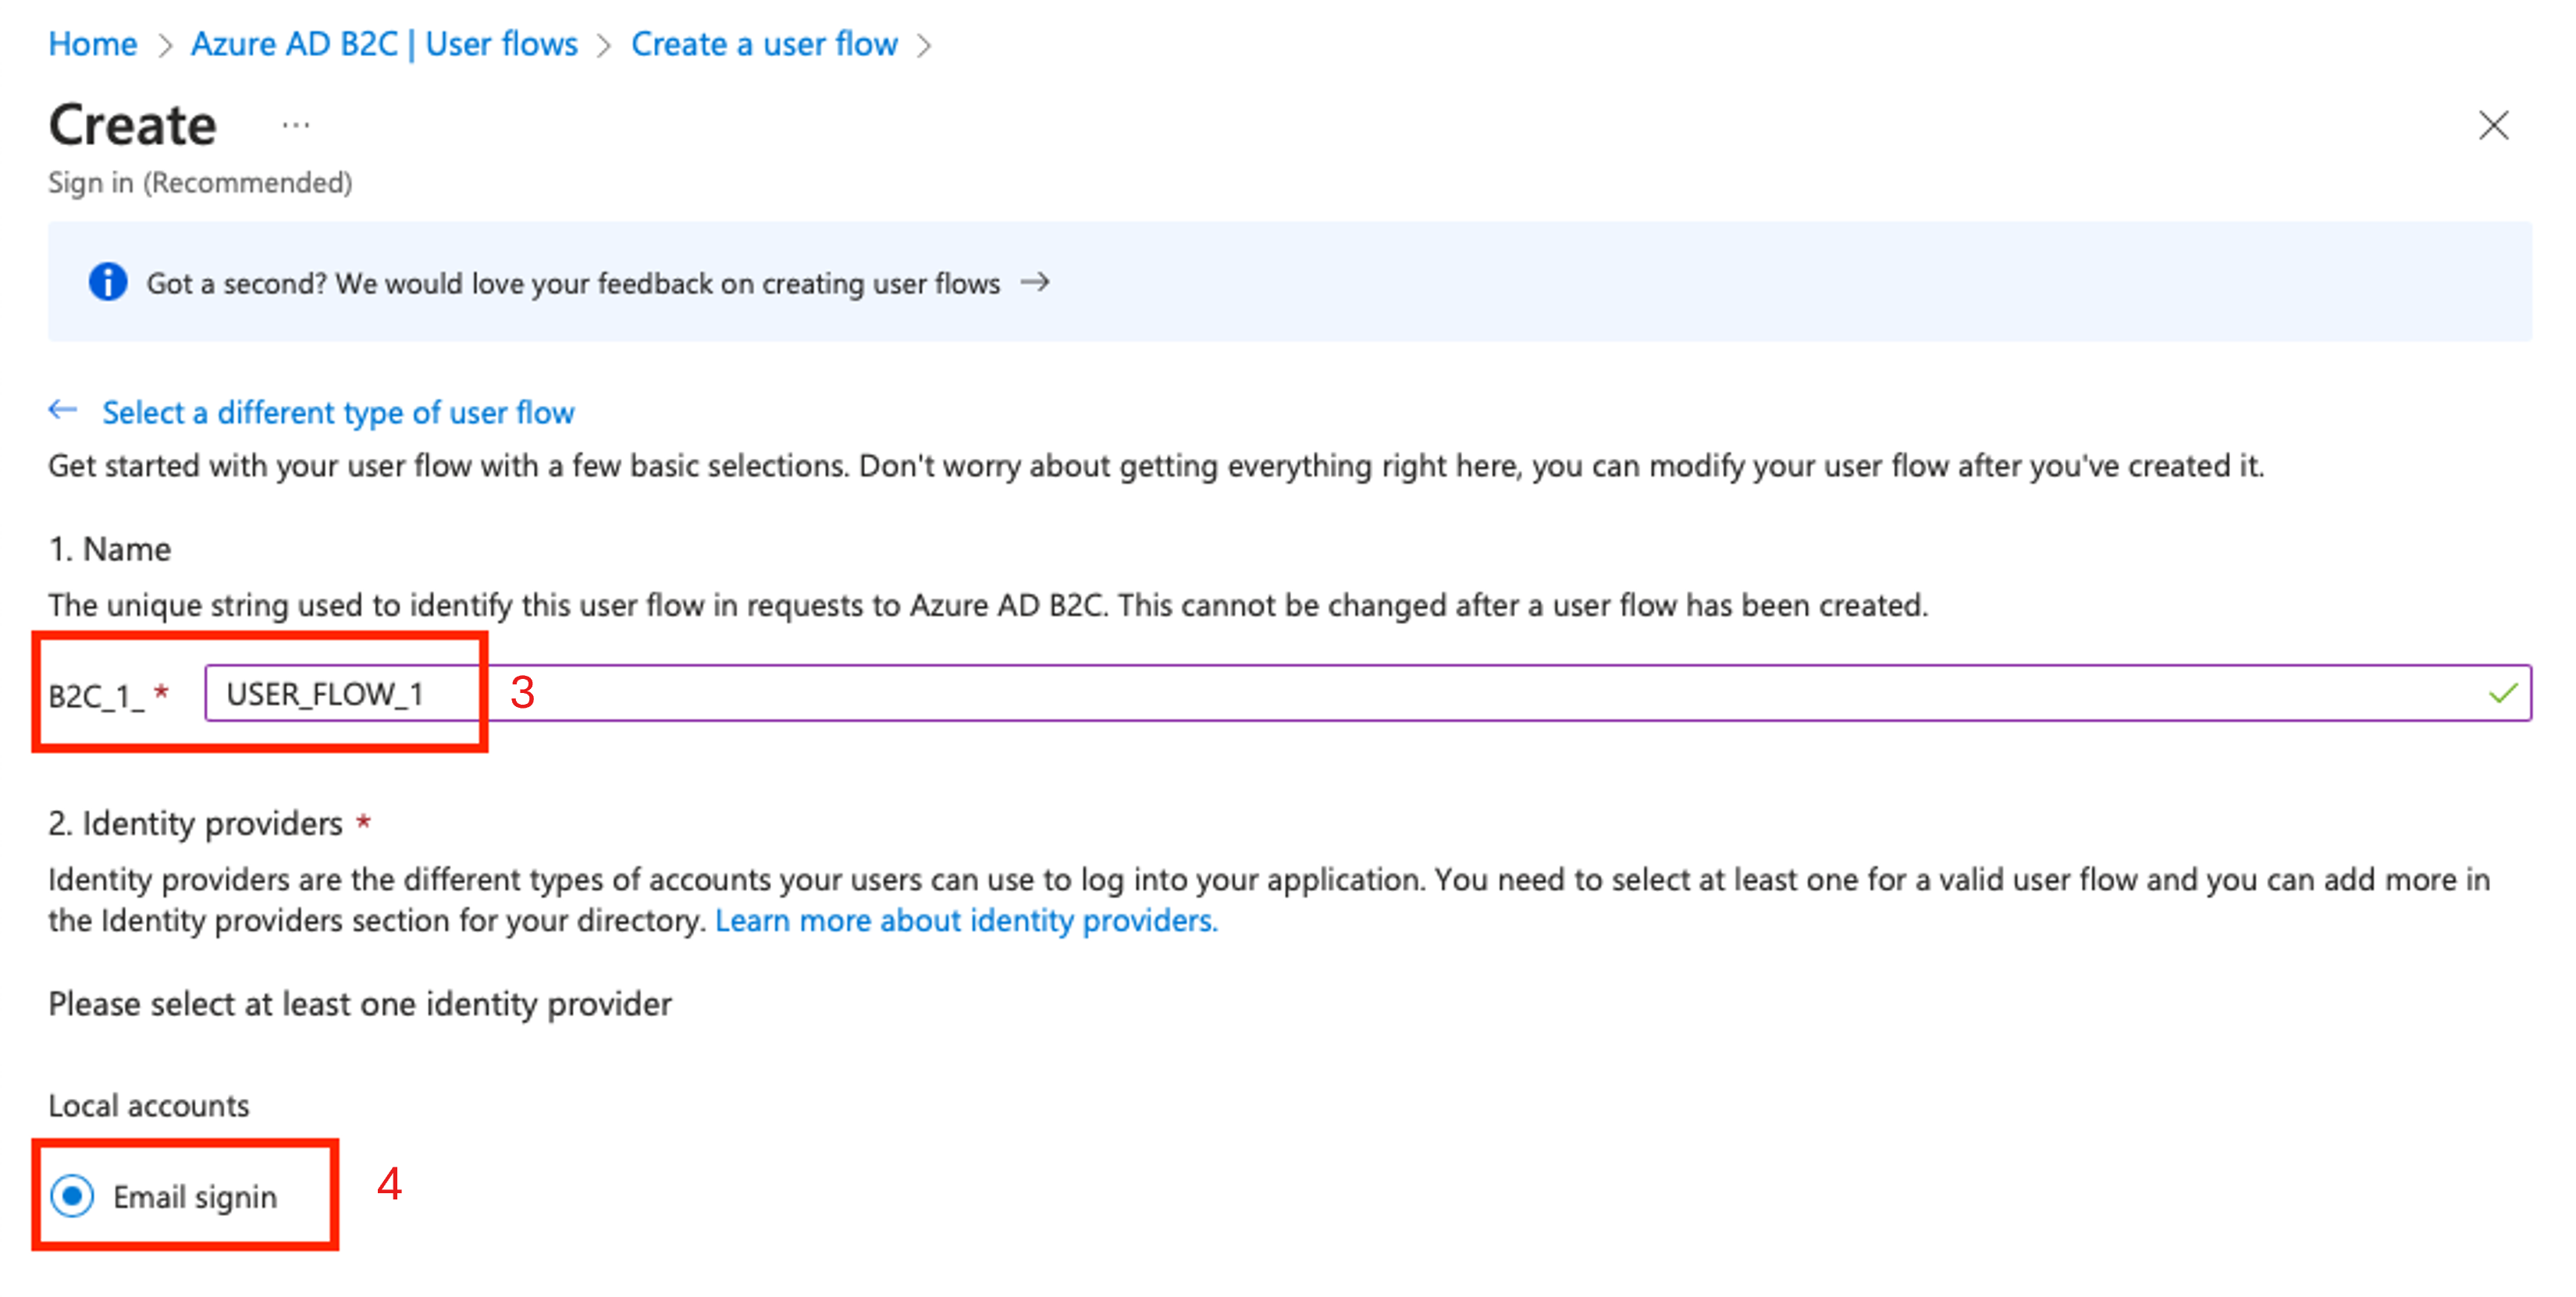 Home > Azure AD B2C | User flows > Create a user flow >
Create ...
Sign in (Recommended)
Got a second? We would love your feedback on creating user flows →
← Select a different type of user flow
Get started with your user flow with a few basic selections. Don't worry about getting everything right here, you can modify your user flow after you've created it.
1. Name
The unique string used to identify this user flow in requests to Azure AD B2C. This cannot be changed after a user flow has been created.
B2C_1_ * USER_FLOW_1 3
2. Identity providers *
Identity providers are the different types of accounts your users can use to log into your application. You need to select at least one for a valid user flow and you can add more in
the Identity providers section for your directory. Learn more about identity providers.
Please select at least one identity provider
Local accounts
Email signin 4